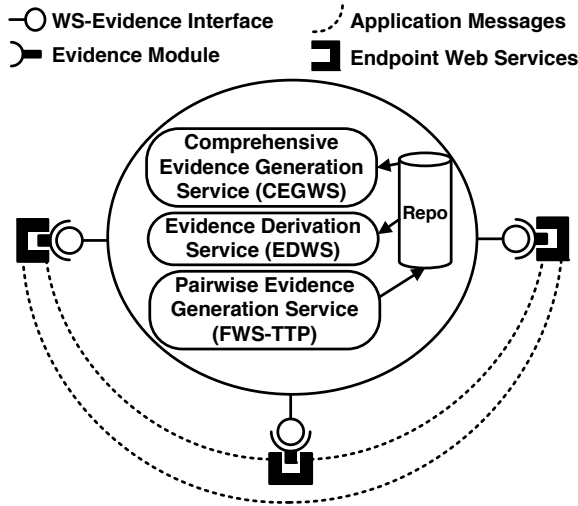 WS-Evidence Interface
Application Messages
Evidence Module
Endpoint Web Services
Comprehensive
Evidence Generation
Service (CEGWS)
Repo
Evidence Derivation
Service (EDWS)
Pairwise Evidence
Generation Service
(FWS-TTP)